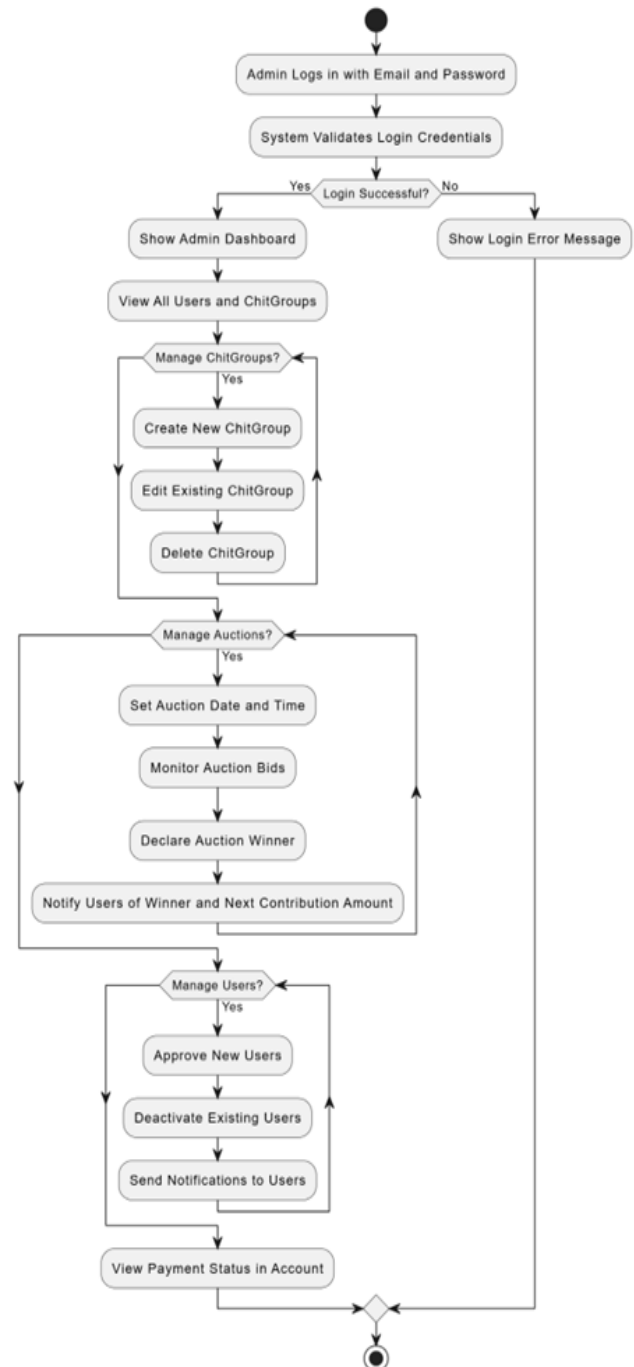 Admin Logs in with Email and Password
System Validates Login Credentials
Yes
Login Successful?
No
Show Admin Dashboard
Show Login Error Message
View All Users and ChitGroups
Manage ChitGroups?
Yes
Create New ChitGroup
Edit Existing ChitGroup
Delete ChitGroup
Manage Auctions?
Yes
Set Auction Date and Time
Monitor Auction Bids
Declare Auction Winner
Notify Users of Winner and Next Contribution Amount
Manage Users?
Yes
Approve New Users
Deactivate Existing Users
Send Notifications to Users
View Payment Status in Account